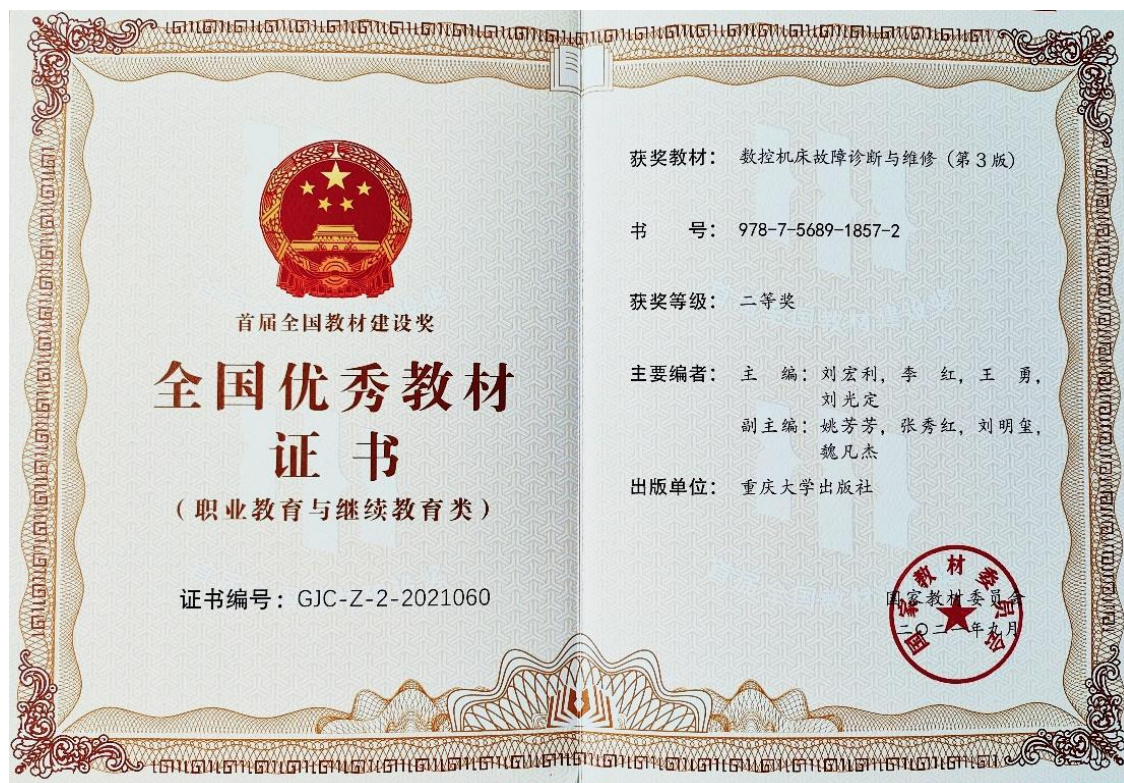 首届全国教材建设奖
全国优秀教材
证书
(职业教育与继续教育类)
证书编号：GJC-Z-2-2021060
获奖教材： 数控机床故障诊断与维修（第3版）
书 号： 978-7-5689-1857-2
获奖等级： 二等奖
主要编者： 主 编：刘宏利，李 红，王 勇，
刘光定
副主编：姚芳芳，张秀红，刘明玺，
魏凡杰
出版单位： 重庆大学出版社
国家教材委员会
国家教材委员会
二〇二一年九月